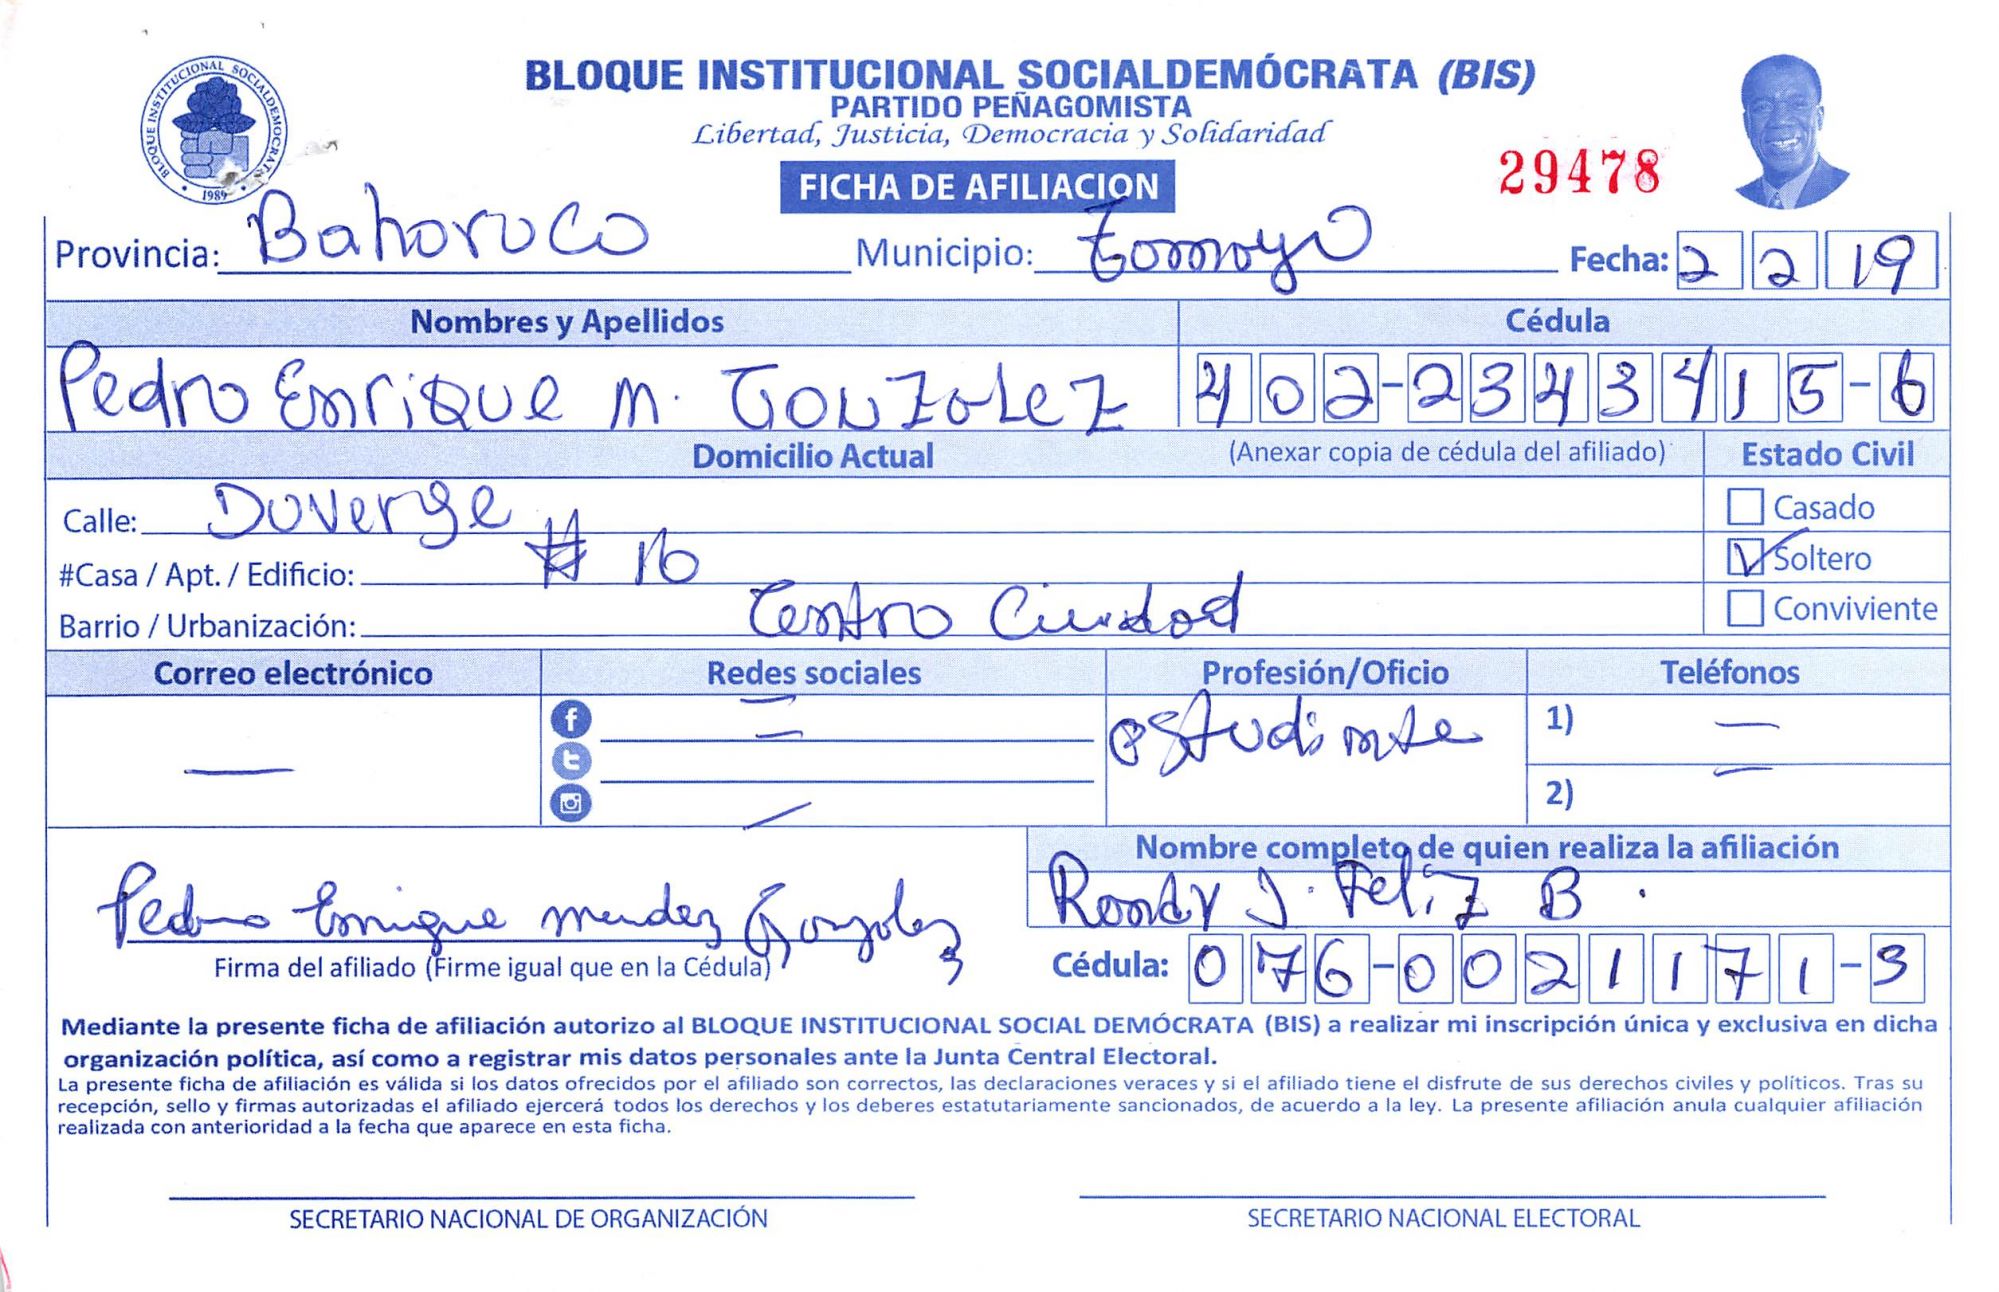 BLOQUE INSTITUCIONAL SOCIALDEMÓCRATA (BIS)
PARTIDO PEÑAGOMISTA
Libertad, Justicia, Democracia y Solidaridad
BLOQUE INSTITUCIONAL SOCIALDEMOCRATA
1989
FICHA DE AFILIACION
29478
Provincia: Bahoruco Municipio: Tamayo Fecha: 2 2 19
Nombres y Apellidos Cédula
Pedro Enrique M. GONZaLeZ 402-2343415-6
Domicilio Actual (Anexar copia de cédula del afiliado) Estado Civil
Calle: Duverge Casado
#Casa / Apt. / Edificio: # 16 Soltero
Barrio / Urbanización: Centro Ciudad Conviviente
Correo electrónico Redes sociales Profesión/Oficio Teléfonos
— — estudiante 1) —
— 2) —
Nombre completo de quien realiza la afiliación
Pedro Enrique Mendez Gonzalez Rondy J. Feliz B.
Firma del afiliado (Firme igual que en la Cédula) Cédula: 076-0021171-3
Mediante la presente ficha de afiliación autorizo al BLOQUE INSTITUCIONAL SOCIAL DEMÓCRATA (BIS) a realizar mi inscripción única y exclusiva en dicha
organización política, así como a registrar mis datos personales ante la Junta Central Electoral.
La presente ficha de afiliación es válida si los datos ofrecidos por el afiliado son correctos, las declaraciones veraces y si el afiliado tiene el disfrute de sus derechos civiles y políticos. Tras su
recepción, sello y firmas autorizadas el afiliado ejercerá todos los derechos y los deberes estatutariamente sancionados, de acuerdo a la ley. La presente afiliación anula cualquier afiliación
realizada con anterioridad a la fecha que aparece en esta ficha.
SECRETARIO NACIONAL DE ORGANIZACIÓN SECRETARIO NACIONAL ELECTORAL